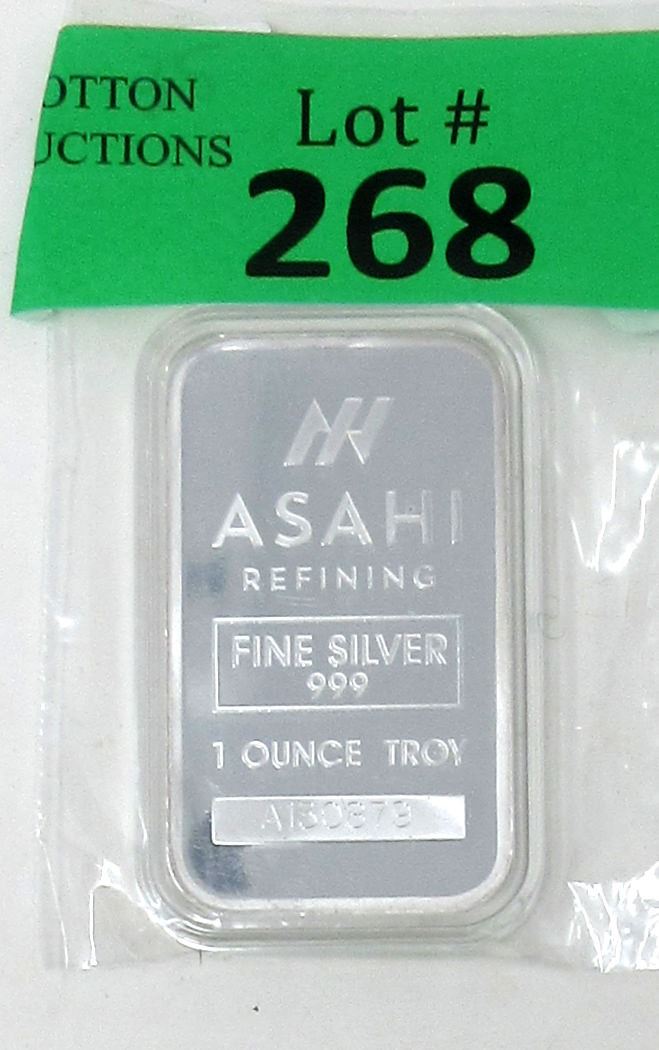 OTTON
UCTIONS
Lot #
268
ASAHI
REFINING
FINE SILVER
999
1 OUNCE TROY